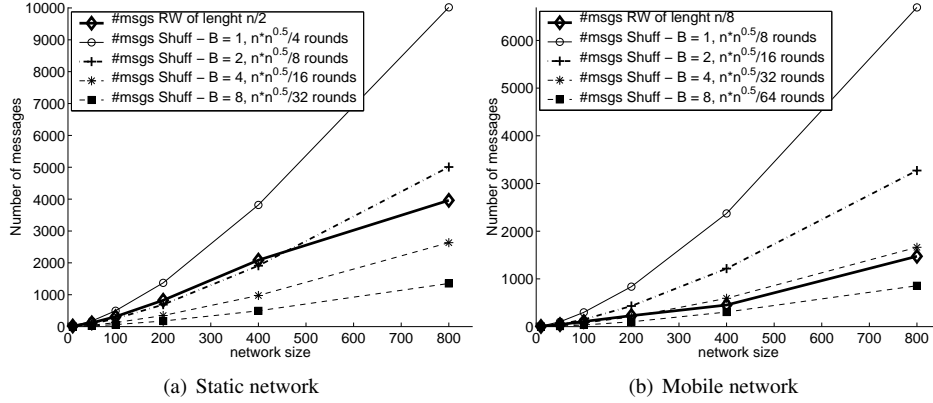 #msgs RW of lenght n/2
#msgs Shuff – B = 1, n*n^0.5/4 rounds
#msgs Shuff – B = 2, n*n^0.5/8 rounds
#msgs Shuff – B = 4, n*n^0.5/16 rounds
#msgs Shuff – B = 8, n*n^0.5/32 rounds
Number of messages
10000
9000
8000
7000
6000
5000
4000
3000
2000
1000
0
0 100 200 300 400 500 600 700 800
network size
(a) Static network
#msgs RW of lenght n/8
#msgs Shuff – B = 1, n*n^0.5/8 rounds
#msgs Shuff – B = 2, n*n^0.5/16 rounds
#msgs Shuff – B = 4, n*n^0.5/32 rounds
#msgs Shuff – B = 8, n*n^0.5/64 rounds
Number of messages
6000
5000
4000
3000
2000
1000
0
0 100 200 300 400 500 600 700 800
network size
(b) Mobile network